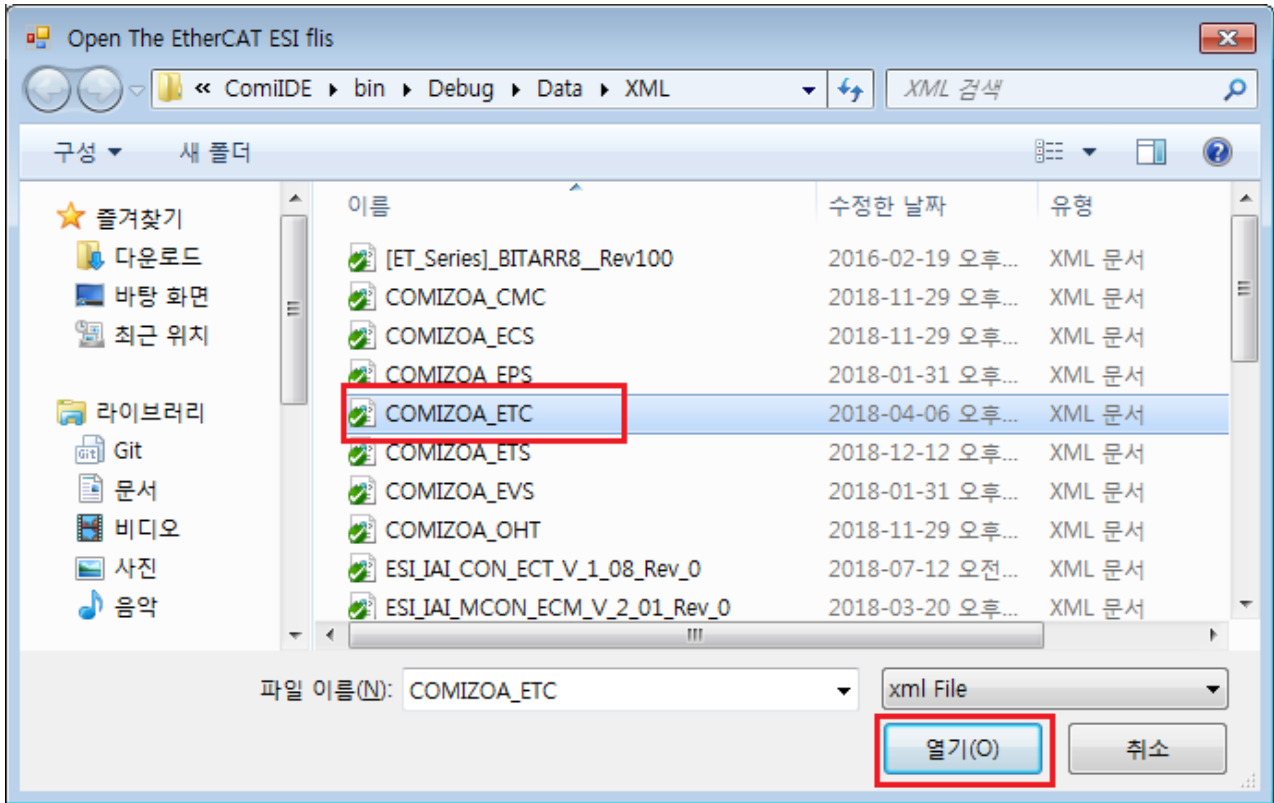 Open The EtherCAT ESI flis
« ComiIDE ▸ bin ▸ Debug ▸ Data ▸ XML
XML 검색
구성 새 폴더
즐겨찾기
다운로드
바탕 화면
최근 위치
라이브러리
Git
문서
비디오
사진
음악
이름 수정한 날짜 유형
[ET_Series]_BITARR8__Rev100 2016-02-19 오후... XML 문서
COMIZOA_CMC 2018-11-29 오후... XML 문서
COMIZOA_ECS 2018-11-29 오후... XML 문서
COMIZOA_EPS 2018-01-31 오후... XML 문서
COMIZOA_ETC 2018-04-06 오후... XML 문서
COMIZOA_ETS 2018-12-12 오후... XML 문서
COMIZOA_EVS 2018-01-31 오후... XML 문서
COMIZOA_OHT 2018-11-29 오후... XML 문서
ESI_IAI_CON_ECT_V_1_08_Rev_0 2018-07-12 오전... XML 문서
ESI_IAI_MCON_ECM_V_2_01_Rev_0 2018-03-20 오후... XML 문서
파일 이름(N): COMIZOA_ETC xml File
열기(O) 취소